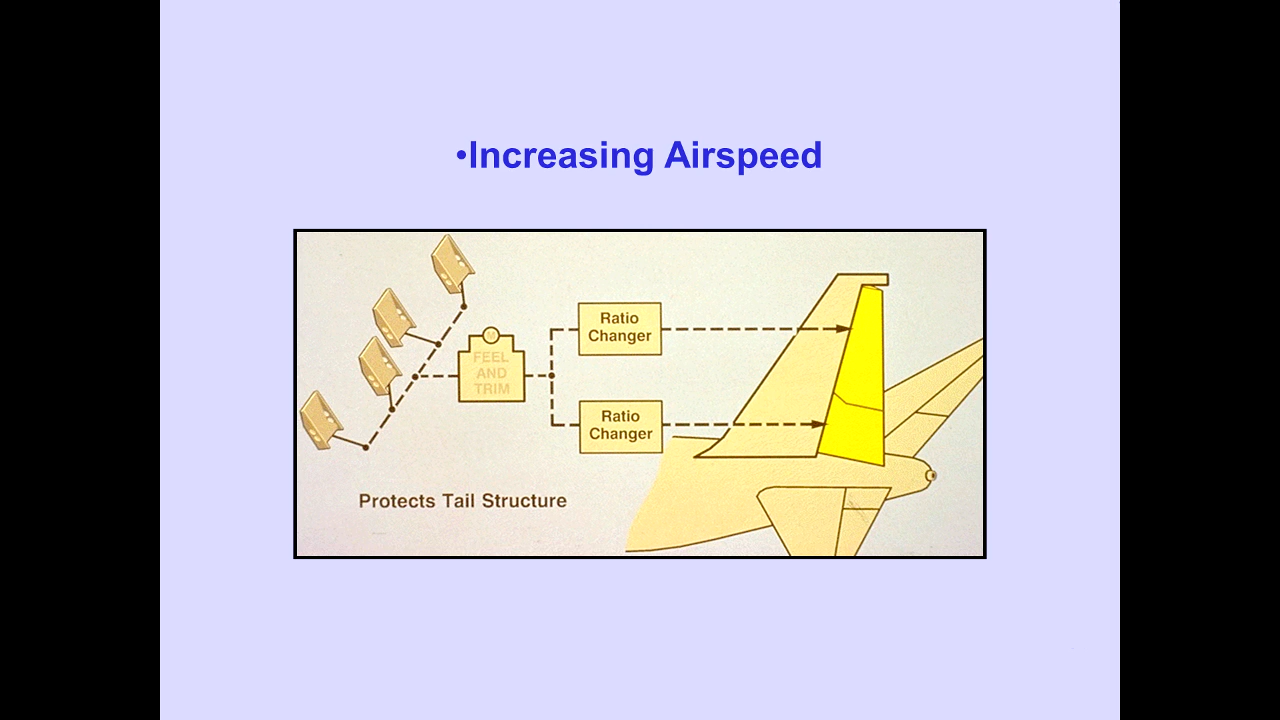 •Increasing Airspeed
Ratio
Changer
FEEL
AND
TRIM
Ratio
Changer
Protects Tail Structure